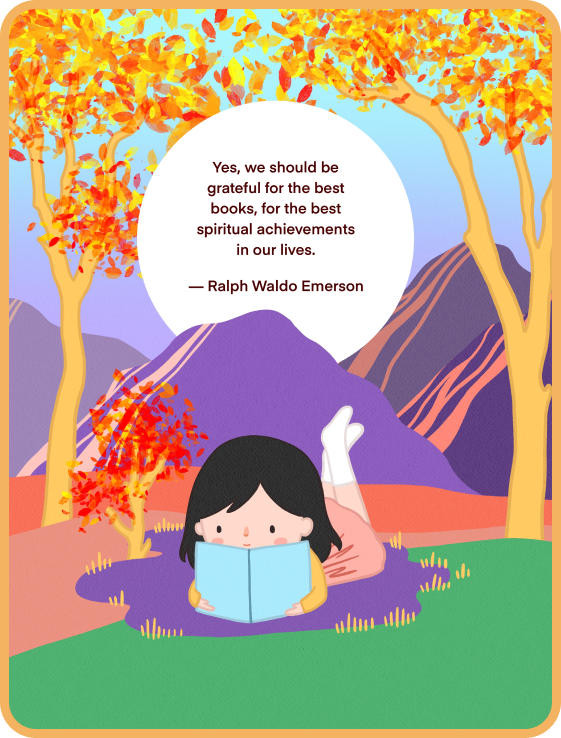 Yes, we should be
grateful for the best
books, for the best
spiritual achievements
in our lives.
— Ralph Waldo Emerson